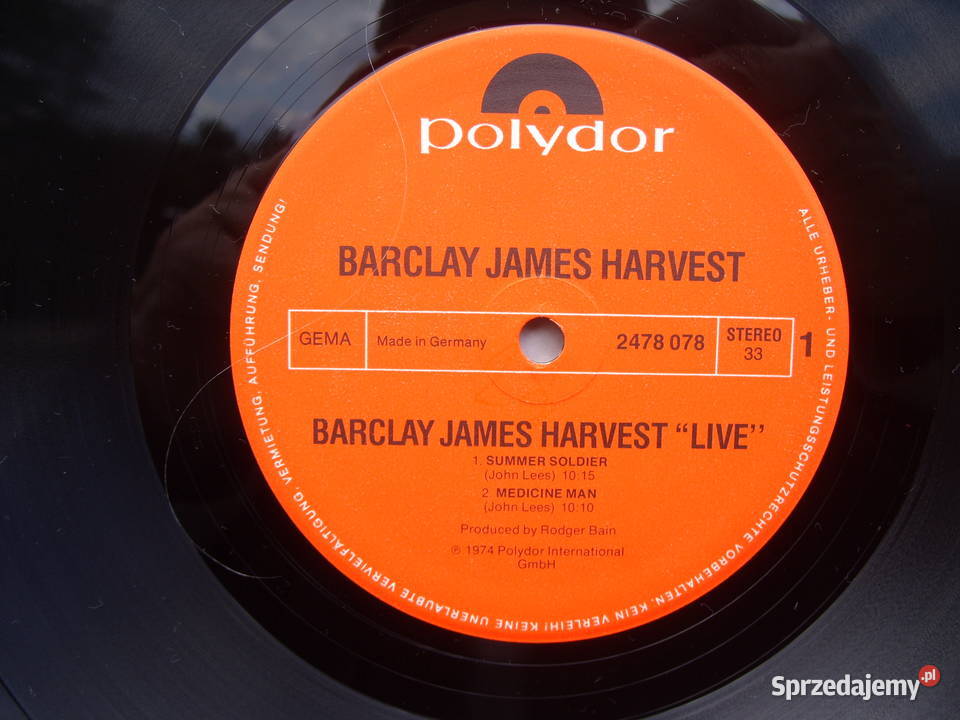 polydor
BARCLAY JAMES HARVEST
GEMA
Made in Germany
2478 078
STEREO
33
1
BARCLAY JAMES HARVEST “LIVE”
1. SUMMER SOLDIER
(John Lees) 10:15
2 MEDICINE MAN
(John Lees) 10:10
Produced by Rodger Bain
℗ 1974 Polydor International
GmbH
ALLE URHEBER- UND LEISTUNGSSCHUTZRECHTE VORBEHALTEN. KEIN VERLEIH! KEINE UNERLAUBTE VERVIELFÄLTIGUNG, VERMIETUNG, AUFFÜHRUNG, SENDUNG!
Sprzedajemy.pl